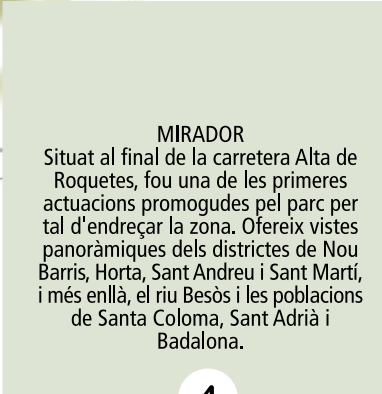 MIRADOR
Situat al final de la carretera Alta de
Roquetes, fou una de les primeres
actuacions promogudes pel parc per
tal d'endreçar la zona. Ofereix vistes
panoràmiques dels districtes de Nou
Barris, Horta, Sant Andreu i Sant Martí,
i més enllà, el riu Besòs i les poblacions
de Santa Coloma, Sant Adrià i
Badalona.